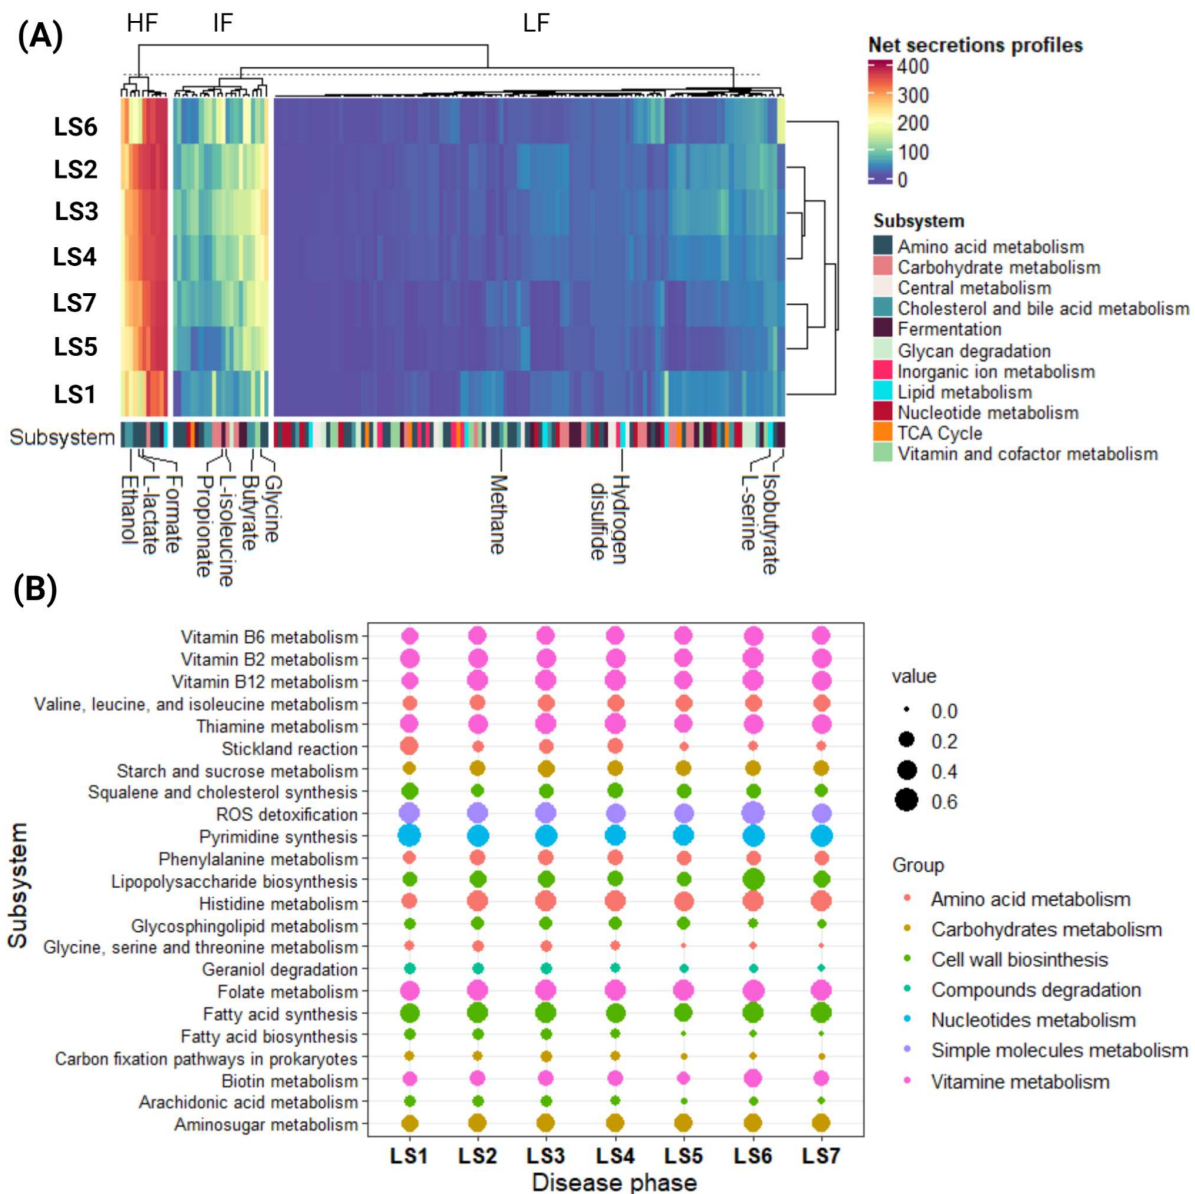 (A)
HF IF LF
Net secretions profiles
400
300
200
100
0
LS6
LS2
LS3
LS4
LS7
LS5
LS1
Subsystem
Subsystem
Amino acid metabolism
Carbohydrate metabolism
Central metabolism
Cholesterol and bile acid metabolism
Fermentation
Glycan degradation
Inorganic ion metabolism
Lipid metabolism
Nucleotide metabolism
TCA Cycle
Vitamin and cofactor metabolism
Ethanol
L-lactate
Formate
Propionate
L-isoleucine
Butyrate
Glycine
Methane
Hydrogen
disulfide
L-serine
Isobutyrate
(B)
Subsystem
Vitamin B6 metabolism
Vitamin B2 metabolism
Vitamin B12 metabolism
Valine, leucine, and isoleucine metabolism
Thiamine metabolism
Stickland reaction
Starch and sucrose metabolism
Squalene and cholesterol synthesis
ROS detoxification
Pyrimidine synthesis
Phenylalanine metabolism
Lipopolysaccharide biosynthesis
Histidine metabolism
Glycosphingolipid metabolism
Glycine, serine and threonine metabolism
Geraniol degradation
Folate metabolism
Fatty acid synthesis
Fatty acid biosynthesis
Carbon fixation pathways in prokaryotes
Biotin metabolism
Arachidonic acid metabolism
Aminosugar metabolism
LS1 LS2 LS3 LS4 LS5 LS6 LS7
Disease phase
value
0.0
0.2
0.4
0.6
Group
Amino acid metabolism
Carbohydrates metabolism
Cell wall biosinthesis
Compounds degradation
Nucleotides metabolism
Simple molecules metabolism
Vitamine metabolism